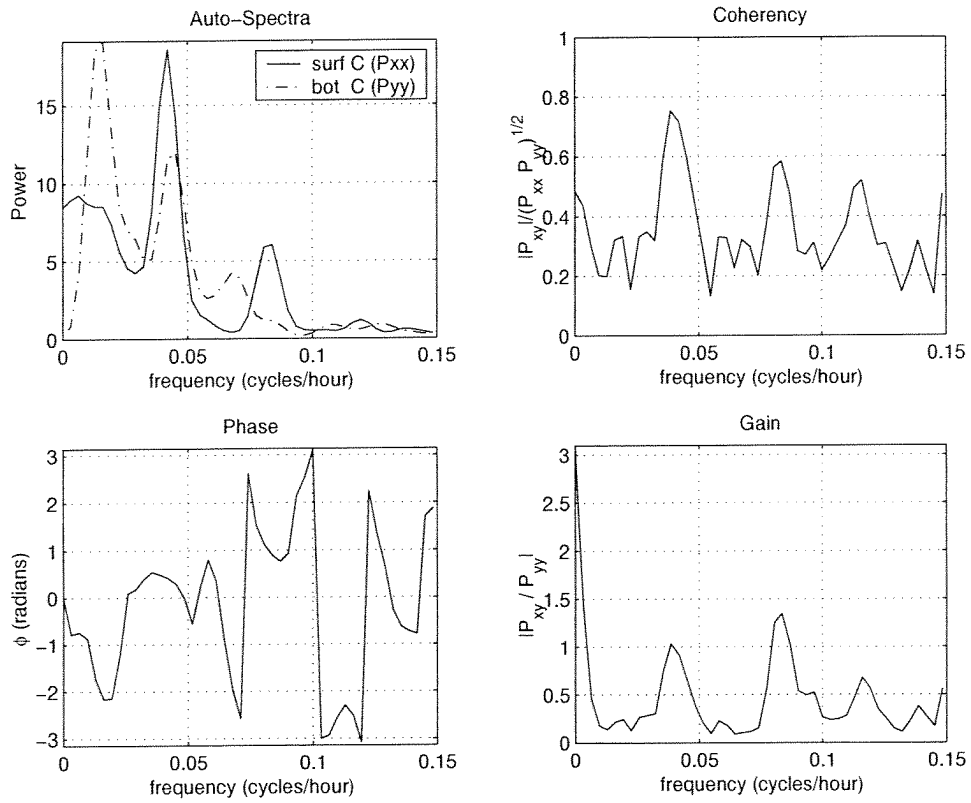 Auto-Spectra
surf C (Pxx)
bot C (Pyy)
15
10
5
0
Power
0 0.05 0.1 0.15
frequency (cycles/hour)
Coherency
1
0.8
0.6
0.4
0.2
0
|Pxy|/(Pxx Pyy)^1/2
0 0.05 0.1 0.15
frequency (cycles/hour)
Phase
3
2
1
0
-1
-2
-3
ϕ (radians)
0 0.05 0.1 0.15
frequency (cycles/hour)
Gain
3
2.5
2
1.5
1
0.5
0
|Pxy / Pyy|
0 0.05 0.1 0.15
frequency (cycles/hour)